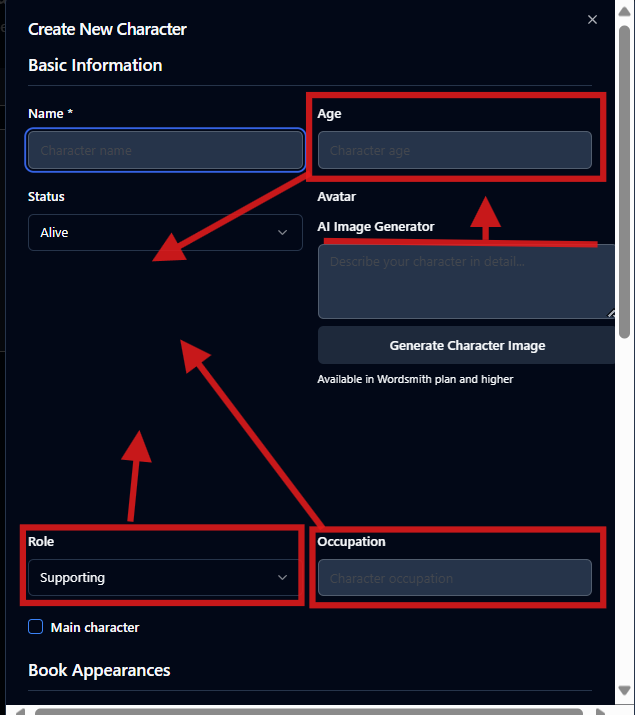 Create New Character
Basic Information
Name *
Age
Character name
Character age
Status
Avatar
Alive
AI Image Generator
Describe your character in detail...
Generate Character Image
Available in Wordsmith plan and higher
Role
Occupation
Supporting
Character occupation
Main character
Book Appearances